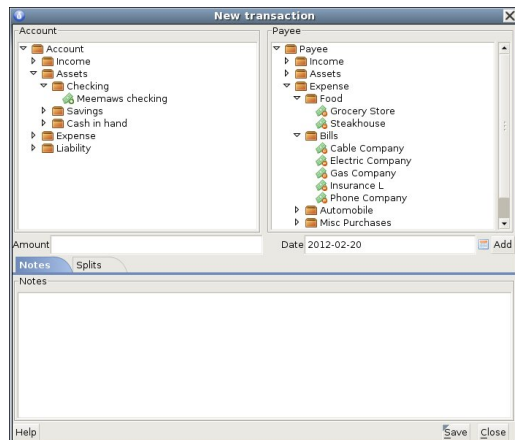 New transaction
Account
Account
Income
Assets
Checking
Meemaws checking
Savings
Cash in hand
Expense
Liability
Payee
Payee
Income
Assets
Expense
Food
Grocery Store
Steakhouse
Bills
Cable Company
Electric Company
Gas Company
Insurance L
Phone Company
Automobile
Misc Purchases
Amount
Date 2012-02-20
Add
Notes
Splits
Notes
Help
Save
Close